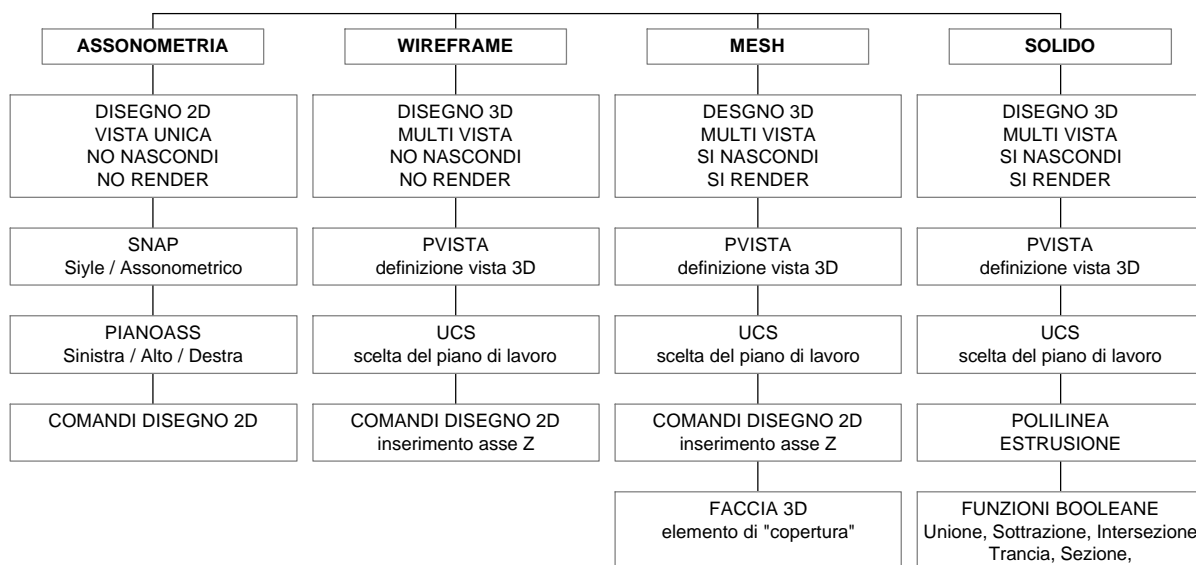 ASSONOMETRIA
DISEGNO 2D
VISTA UNICA
NO NASCONDI
NO RENDER
SNAP
Siyle / Assonometrico
PIANOASS
Sinistra / Alto / Destra
COMANDI DISEGNO 2D
WIREFRAME
DISEGNO 3D
MULTI VISTA
NO NASCONDI
NO RENDER
PVISTA
definizione vista 3D
UCS
scelta del piano di lavoro
COMANDI DISEGNO 2D
inserimento asse Z
MESH
DESGNO 3D
MULTI VISTA
SI NASCONDI
SI RENDER
PVISTA
definizione vista 3D
UCS
scelta del piano di lavoro
COMANDI DISEGNO 2D
inserimento asse Z
FACCIA 3D
elemento di "copertura"
SOLIDO
DISEGNO 3D
MULTI VISTA
SI NASCONDI
SI RENDER
PVISTA
definizione vista 3D
UCS
scelta del piano di lavoro
POLILINEA
ESTRUSIONE
FUNZIONI BOOLEANE
Unione, Sottrazione, Intersezione
Trancia, Sezione,